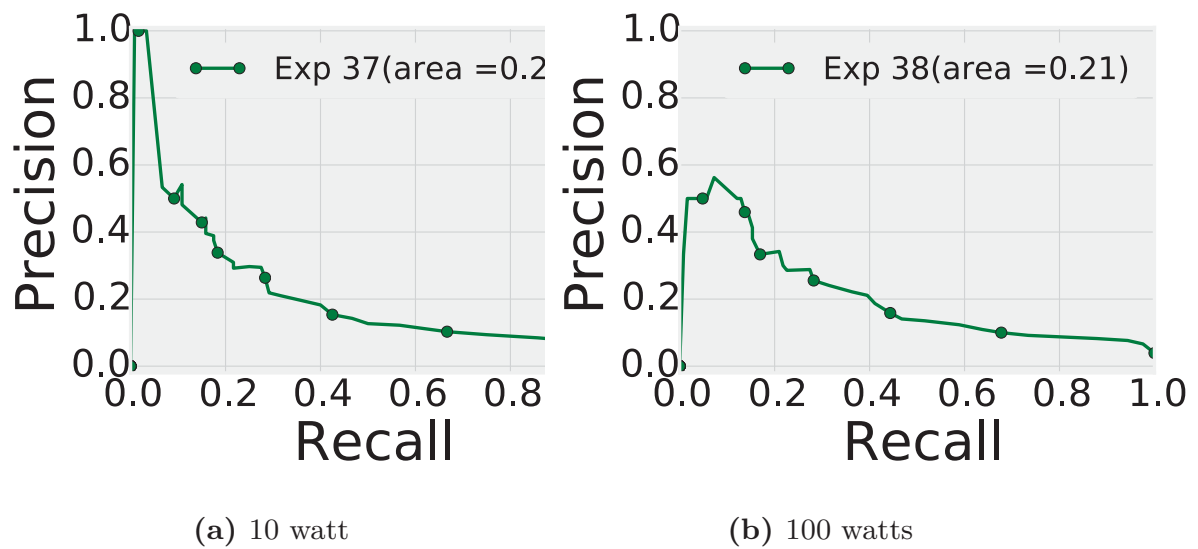 1.0
0.8
0.6
0.4
0.2
0.0
Precision
Exp 37(area =0.2
0.0 0.2 0.4 0.6 0.8
Recall
(a) 10 watt
1.0
0.8
0.6
0.4
0.2
0.0
Precision
Exp 38(area =0.21)
0.0 0.2 0.4 0.6 0.8 1.0
Recall
(b) 100 watts